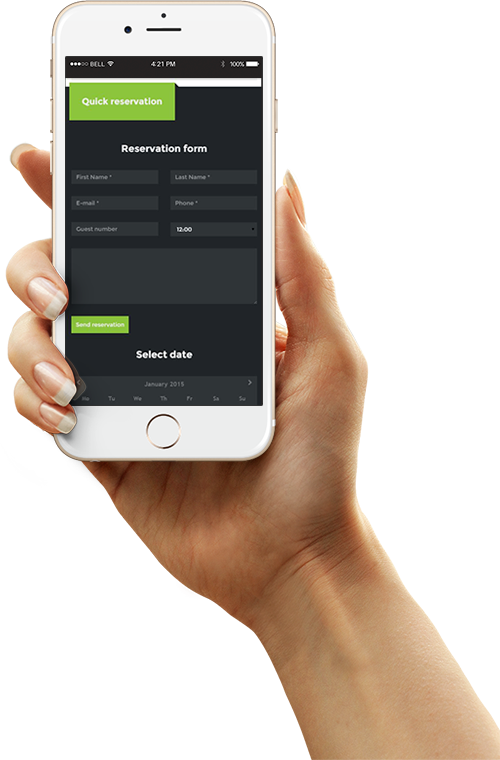 BELL 4:21 PM 100%
Quick reservation
Reservation form
First Name * Last Name *
E-mail * Phone *
Guest number 12:00
Send reservation
Select date
January 2015
Mo Tu We Th Fr Sa Su